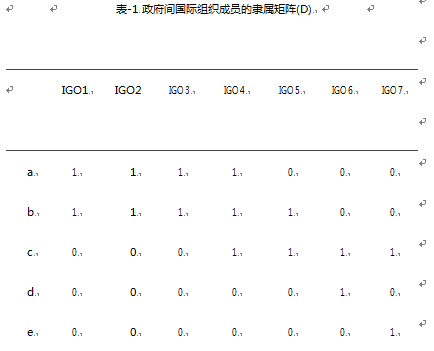 表-1.政府间国际组织成员的隶属矩阵(D)
IGO1 IGO2 IGO3 IGO4 IGO5 IGO6 IGO7
a 1 1 1 1 0 0 0
b 1 1 1 1 1 0 0
c 0 0 0 1 1 1 1
d 0 0 0 0 0 1 0
e 0 0 0 0 0 0 1